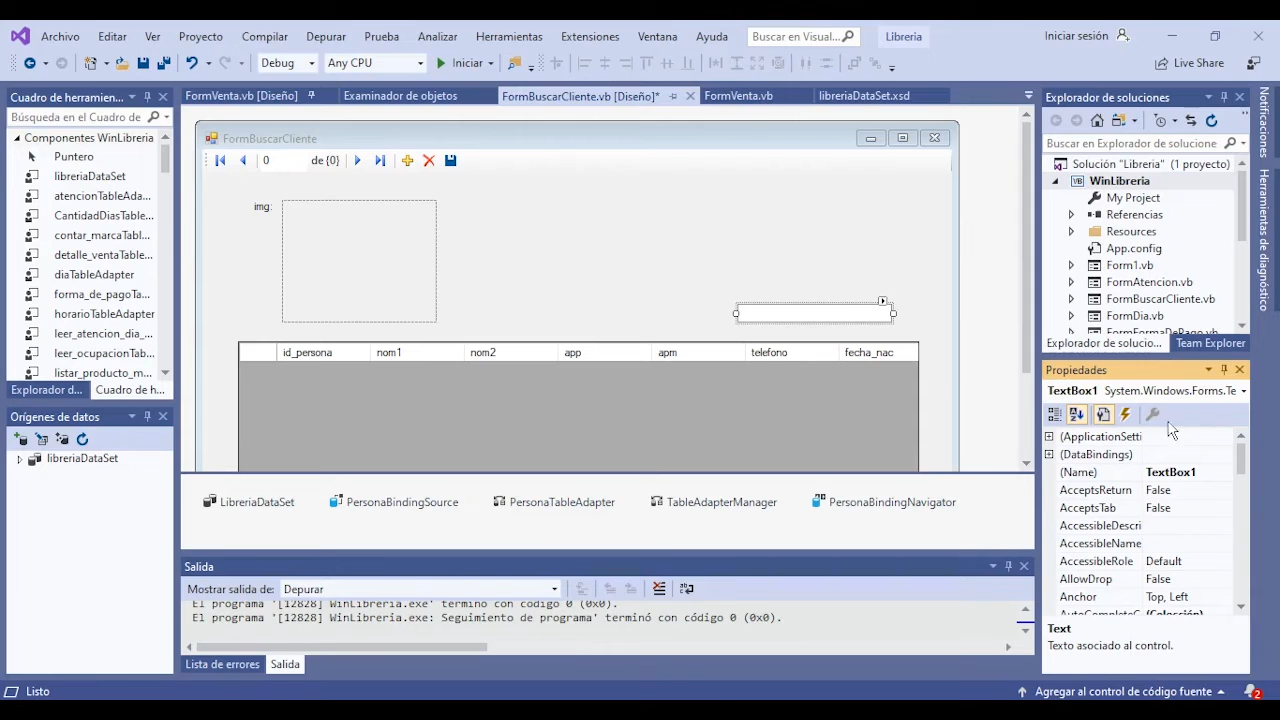 Archivo Editar Ver Proyecto Compilar Depurar Prueba Analizar Herramientas Extensiones Ventana Ayuda Buscar en Visual... Libreria Iniciar sesión
Debug Any CPU Iniciar Live Share
Cuadro de herramien...
Búsqueda en el Cuadro de
Componentes WinLibreria
Puntero
libreriaDataSet
atencionTableAda...
CantidadDiasTable...
contar_marcaTabl...
detalle_ventaTable...
diaTableAdapter
forma_de_pagoTa...
horarioTableAdapter
leer_atencion_dia_...
leer_ocupacionTab...
listar_producto_m...
Explorador d... Cuadro de h...
Orígenes de datos
libreriaDataSet
FormVenta.vb [Diseño] Examinador de objetos FormBuscarCliente.vb [Diseño]* FormVenta.vb libreriaDataSet.xsd
FormBuscarCliente
0 de {0}
img:
id_persona nom1 nom2 app apm telefono fecha_nac
LibreriaDataSet PersonaBindingSource PersonaTableAdapter TableAdapterManager PersonaBindingNavigator
Salida
Mostrar salida de: Depurar
El programa '[12828] WinLibreria.exe' terminó con código 0 (0x0).
El programa '[12828] WinLibreria.exe: Seguimiento de programa' terminó con código 0 (0x0).
Lista de errores Salida
Explorador de soluciones
Buscar en Explorador de soluciones
Solución "Libreria" (1 proyecto)
WinLibreria
My Project
Referencias
Resources
App.config
Form1.vb
FormAtencion.vb
FormBuscarCliente.vb
FormDia.vb
FormFormaDePago.vb
Explorador de solucio... Team Explorer
Propiedades
TextBox1 System.Windows.Forms.Te
(ApplicationSetti
(DataBindings)
(Name) TextBox1
AcceptsReturn False
AcceptsTab False
AccessibleDescri
AccessibleName
AccessibleRole Default
AllowDrop False
Anchor Top, Left
AutoCompleteC (Colección)
Text
Texto asociado al control.
Notificaciones
Herramientas de diagnóstico
Listo Agregar al control de código fuente 2